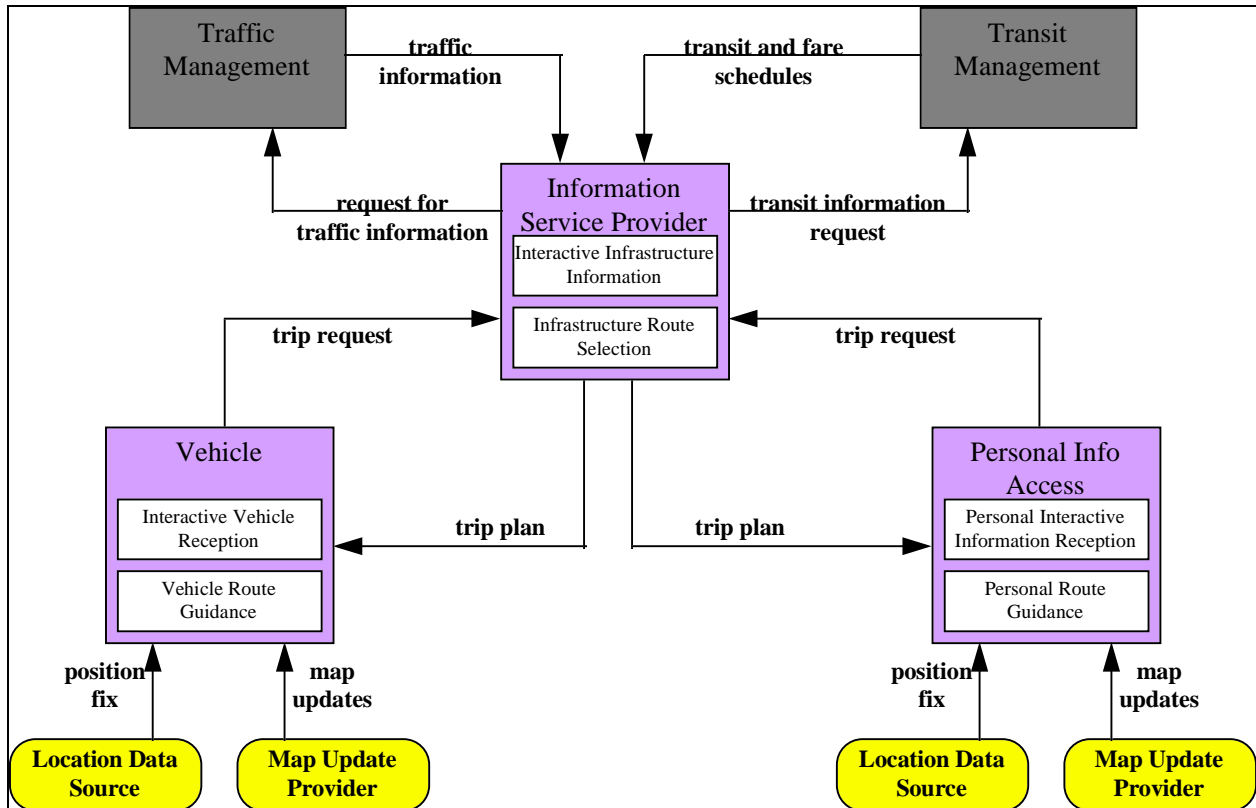 Traffic
Management
traffic
information
transit and fare
schedules
Transit
Management
request for
traffic information
Information
Service Provider
transit information
request
Interactive Infrastructure
Information
Infrastructure Route
Selection
trip request
trip request
Vehicle
Interactive Vehicle
Reception
Vehicle Route
Guidance
trip plan
trip plan
Personal Info
Access
Personal Interactive
Information Reception
Personal Route
Guidance
position
fix
map
updates
position
fix
map
updates
Location Data
Source
Map Update
Provider
Location Data
Source
Map Update
Provider